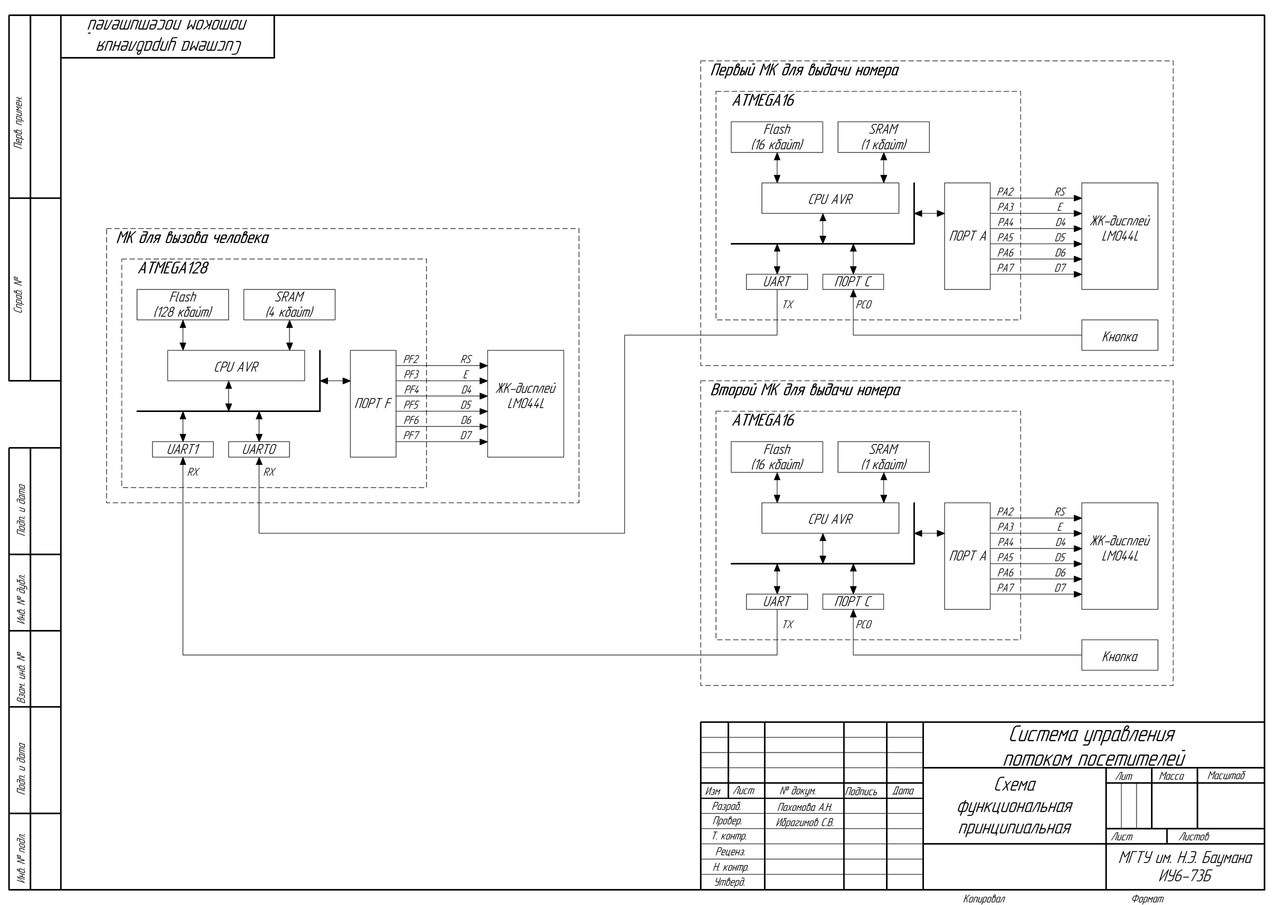 Система управления
потоком посетителей
Перв. примен.
Справ. №
Подп. и дата
Инв. № дубл.
Взам. инв. №
Подп. и дата
Инв. № подл.
МК для вызова человека
ATMEGA128
Flash
(128 кбайт)
SRAM
(4 кбайт)
CPU AVR
ПОРТ F
PF2 RS
PF3 E
PF4 D4
PF5 D5
PF6 D6
PF7 D7
ЖК-дисплей
LM044L
UART1
UART0
RX
RX
Первый МК для выдачи номера
ATMEGA16
Flash
(16 кбайт)
SRAM
(1 кбайт)
CPU AVR
ПОРТ А
PA2 RS
PA3 E
PA4 D4
PA5 D5
PA6 D6
PA7 D7
ЖК-дисплей
LM044L
UART
ПОРТ С
TX
PC0
Кнопка
Второй МК для выдачи номера
ATMEGA16
Flash
(16 кбайт)
SRAM
(1 кбайт)
CPU AVR
ПОРТ А
PA2 RS
PA3 E
PA4 D4
PA5 D5
PA6 D6
PA7 D7
ЖК-дисплей
LM044L
UART
ПОРТ С
TX
PC0
Кнопка
Система управления
потоком посетителей
Схема
функциональная
принципиальная
Лит Масса Масштаб
Изм Лист № докум. Подпись Дата
Разраб. Пахомова А.Н.
Провер. Ибрагимов С.В.
Т. контр.
Реценз.
Н. контр.
Утверд.
Лист Листов
МГТУ им. Н.Э. Баумана
ИУ6-73Б
Копировал Формат